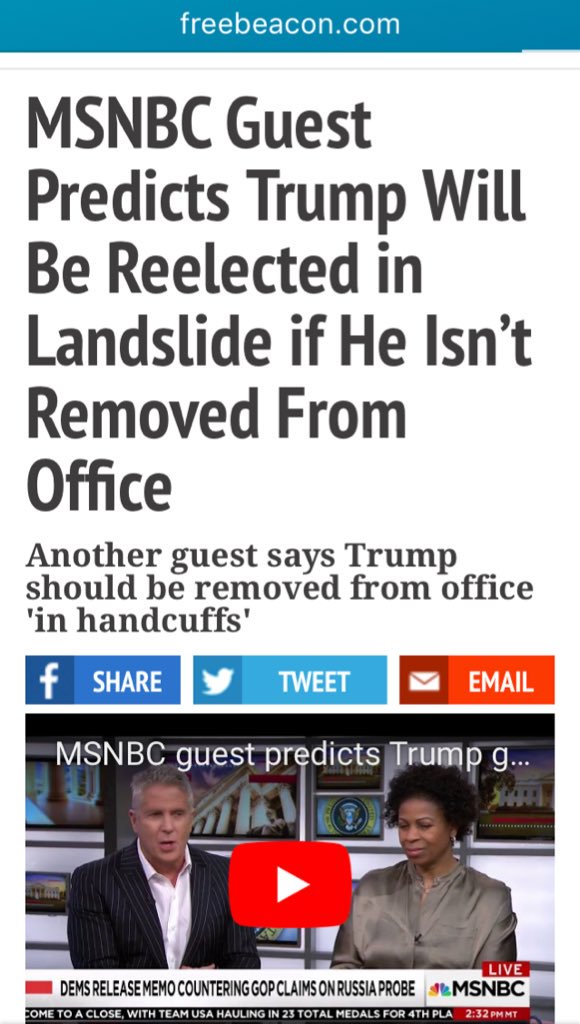 freebeacon.com
MSNBC Guest
Predicts Trump Will
Be Reelected in
Landslide if He Isn’t
Removed From
Office
Another guest says Trump
should be removed from office
'in handcuffs'
SHARE
TWEET
EMAIL
MSNBC guest predicts Trump g...
LIVE
DEMS RELEASE MEMO COUNTERING GOP CLAIMS ON RUSSIA PROBE
MSNBC
COME TO A CLOSE, WITH TEAM USA HAULING IN 23 TOTAL MEDALS FOR 4TH PLA
2:32 PM MT